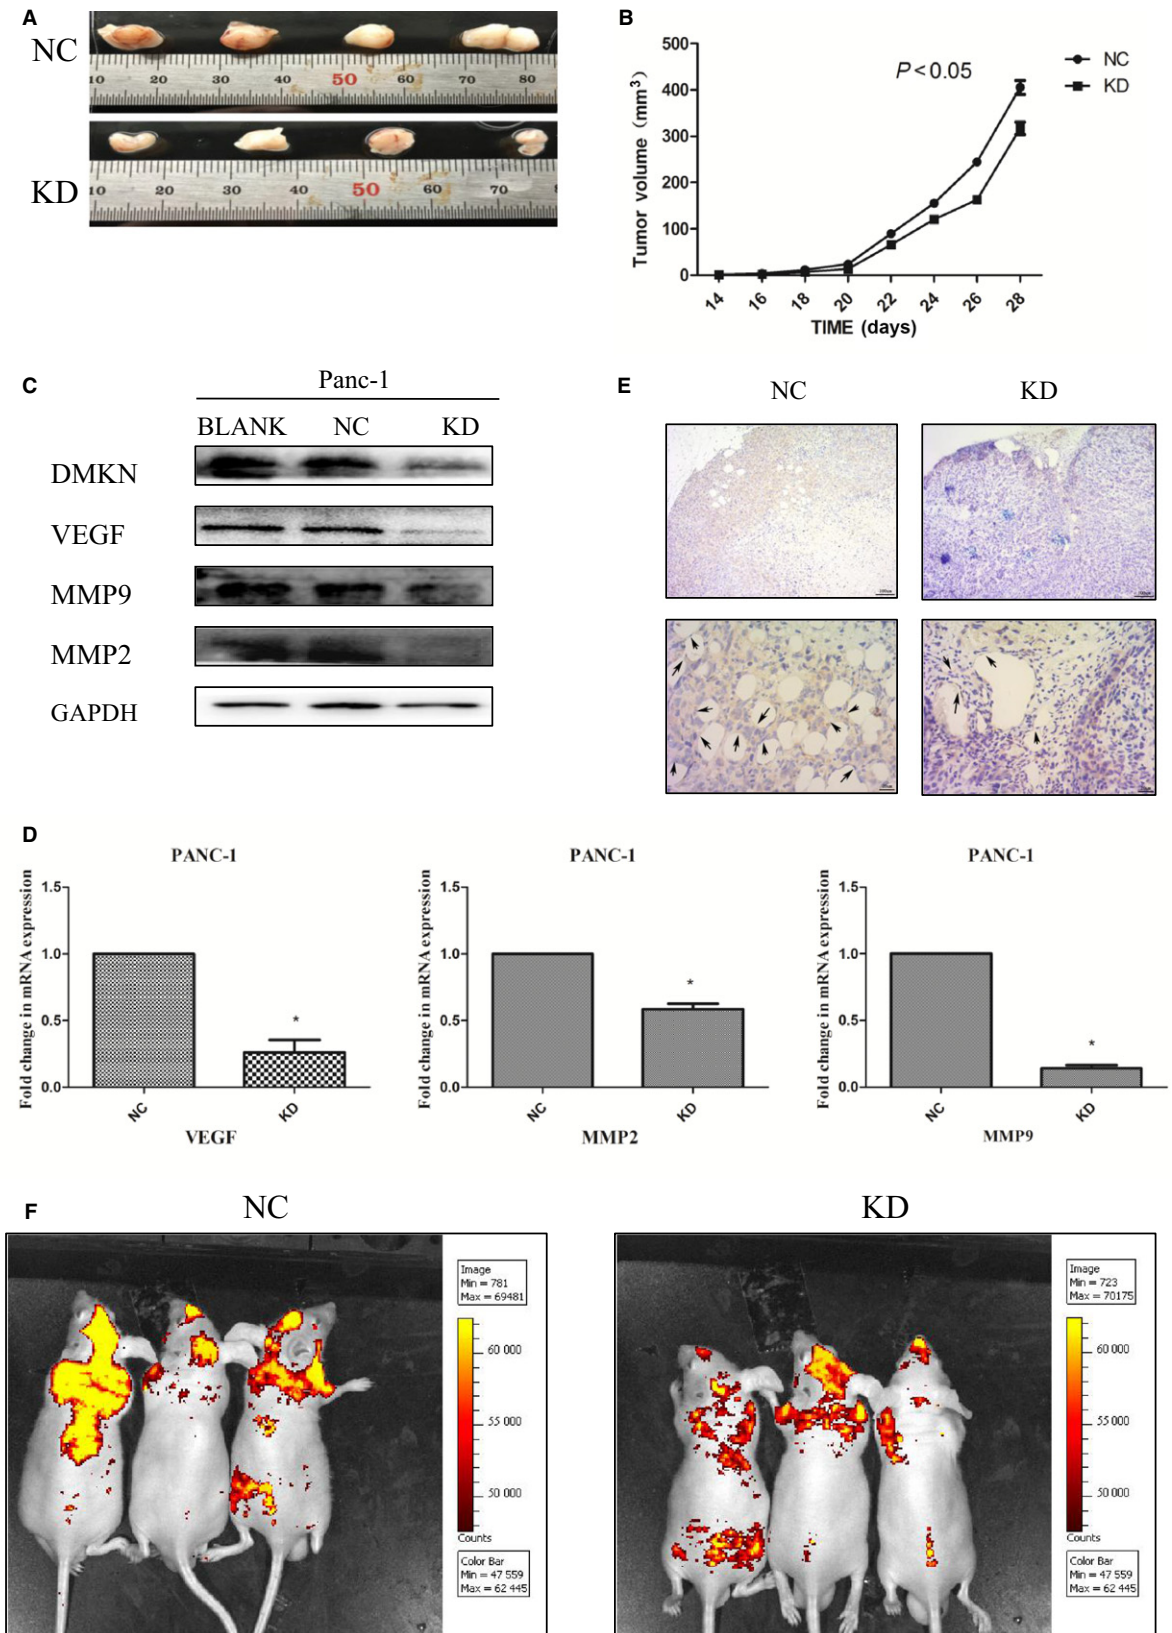 A
NC
10 20 30 40 50 60 70 80
KD
10 20 30 40 50 60 70
B
500
400
300
200
100
0
Tumor volume (mm³)
P < 0.05
NC
KD
14 16 18 20 22 24 26 28
TIME (days)
C
Panc-1
BLANK NC KD
DMKN
VEGF
MMP9
MMP2
GAPDH
E
NC KD
D
PANC-1
Fold change in mRNA expression
1.5
1.0
0.5
0.0
*
NC KD
VEGF
PANC-1
Fold change in mRNA expression
1.5
1.0
0.5
0.0
*
NC KD
MMP2
PANC-1
Fold change in mRNA expression
1.5
1.0
0.5
0.0
*
NC KD
MMP9
F
NC
Image
Min = 781
Max = 69481
60 000
55 000
50 000
Counts
Color Bar
Min = 47 559
Max = 62 445
KD
Image
Min = 723
Max = 70175
60 000
55 000
50 000
Counts
Color Bar
Min = 47 559
Max = 62 445